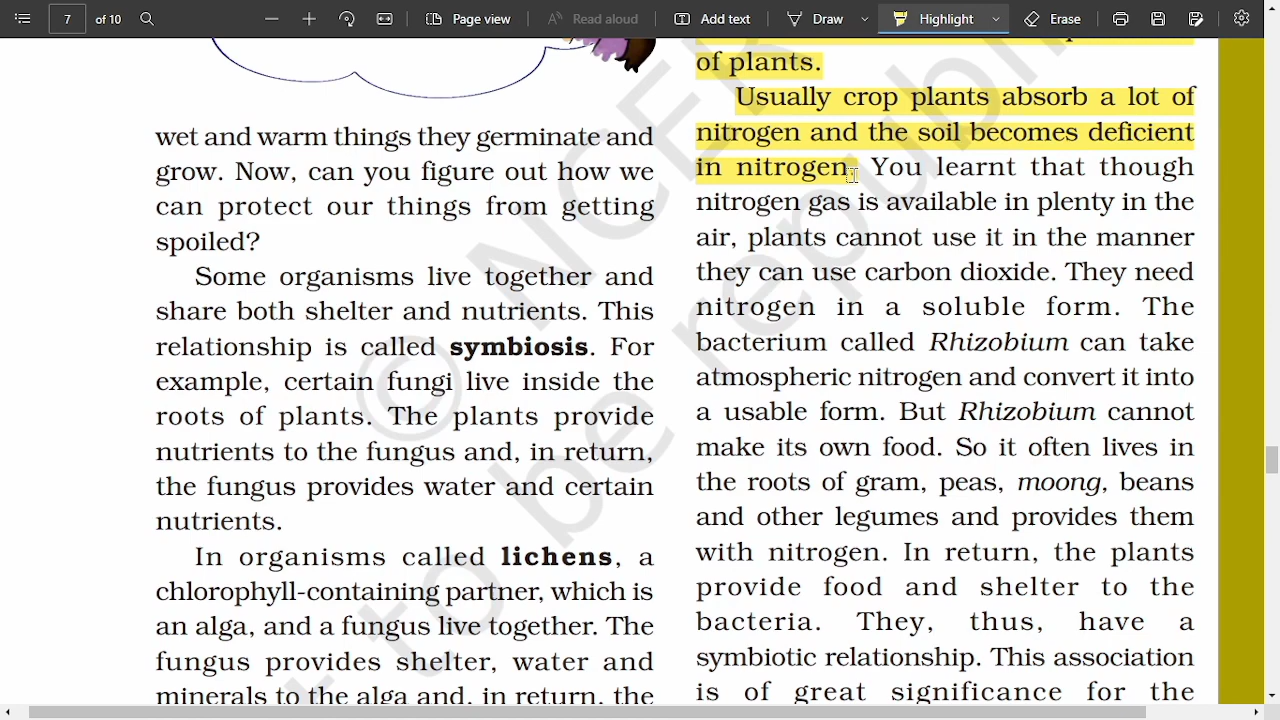 7
of 10
Page view
Read aloud
Add text
Draw
Highlight
Erase
wet and warm things they germinate and
grow. Now, can you figure out how we
can protect our things from getting
spoiled?
Some organisms live together and
share both shelter and nutrients. This
relationship is called symbiosis. For
example, certain fungi live inside the
roots of plants. The plants provide
nutrients to the fungus and, in return,
the fungus provides water and certain
nutrients.
In organisms called lichens, a
chlorophyll-containing partner, which is
an alga, and a fungus live together. The
fungus provides shelter, water and
minerals to the alga and, in return, the
of plants.
Usually crop plants absorb a lot of
nitrogen and the soil becomes deficient
in nitrogen. You learnt that though
nitrogen gas is available in plenty in the
air, plants cannot use it in the manner
they can use carbon dioxide. They need
nitrogen in a soluble form. The
bacterium called Rhizobium can take
atmospheric nitrogen and convert it into
a usable form. But Rhizobium cannot
make its own food. So it often lives in
the roots of gram, peas, moong, beans
and other legumes and provides them
with nitrogen. In return, the plants
provide food and shelter to the
bacteria. They, thus, have a
symbiotic relationship. This association
is of great significance for the
© NCER
to be republi